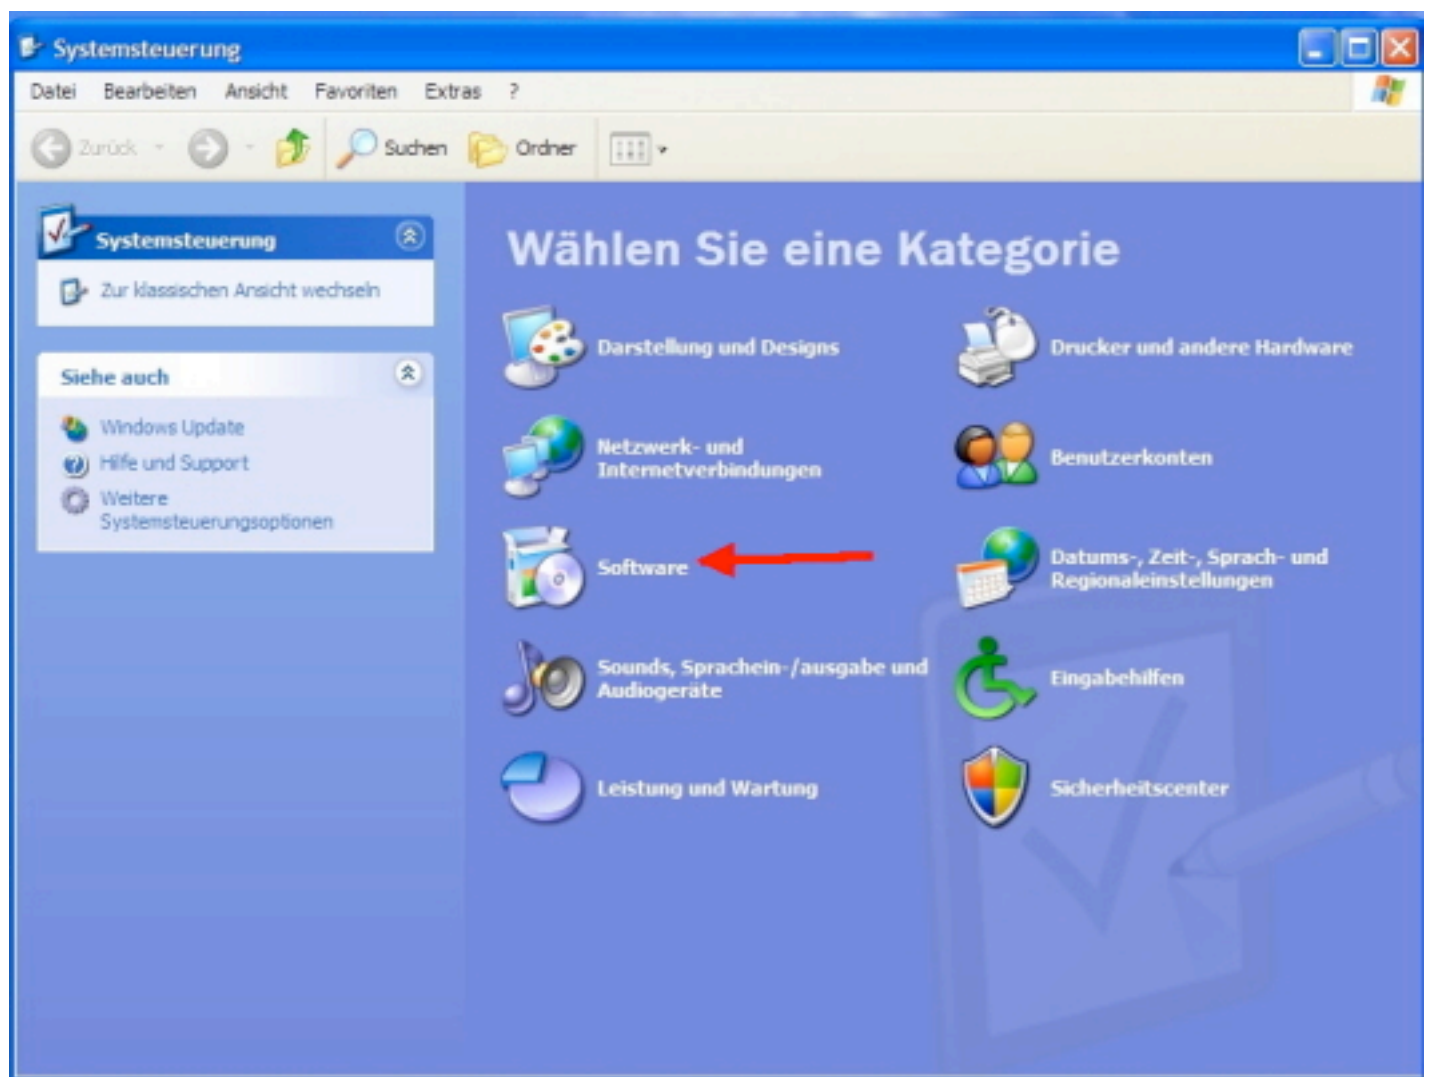 Systemsteuerung
Datei Bearbeiten Ansicht Favoriten Extras ?
Zurück Suchen Ordner
Systemsteuerung
Zur klassischen Ansicht wechseln
Siehe auch
Windows Update
Hilfe und Support
Weitere
Systemsteuerungsoptionen
Wählen Sie eine Kategorie
Darstellung und Designs
Drucker und andere Hardware
Netzwerk- und
Internetverbindungen
Benutzerkonten
Software
Datums-, Zeit-, Sprach- und
Regionaleinstellungen
Sounds, Sprachein-/ausgabe und
Audiogeräte
Eingabehilfen
Leistung und Wartung
Sicherheitscenter